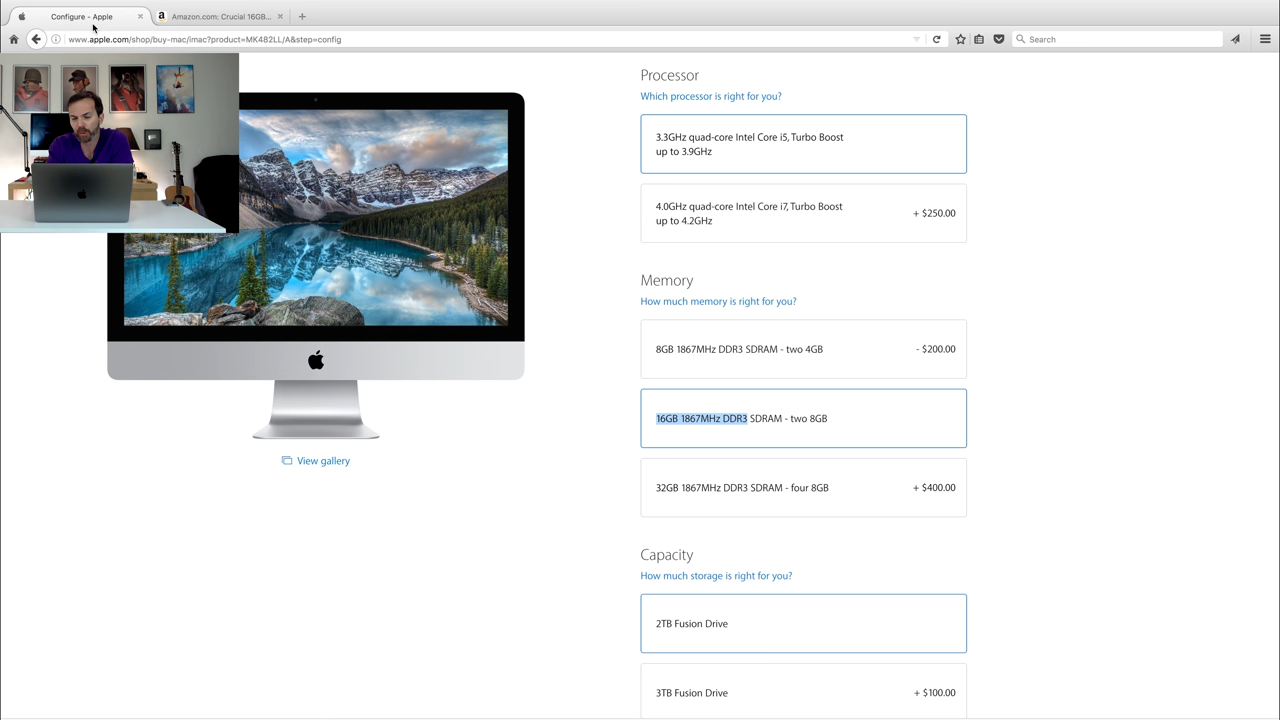 Configure - Apple
Amazon.com: Crucial 16GB...
www.apple.com/shop/buy-mac/imac?product=MK482LL/A&step=config
Search
Processor
Which processor is right for you?
3.3GHz quad-core Intel Core i5, Turbo Boost
up to 3.9GHz
4.0GHz quad-core Intel Core i7, Turbo Boost
up to 4.2GHz
+ $250.00
Memory
How much memory is right for you?
8GB 1867MHz DDR3 SDRAM - two 4GB
- $200.00
16GB 1867MHz DDR3 SDRAM - two 8GB
32GB 1867MHz DDR3 SDRAM - four 8GB
+ $400.00
View gallery
Capacity
How much storage is right for you?
2TB Fusion Drive
3TB Fusion Drive
+ $100.00